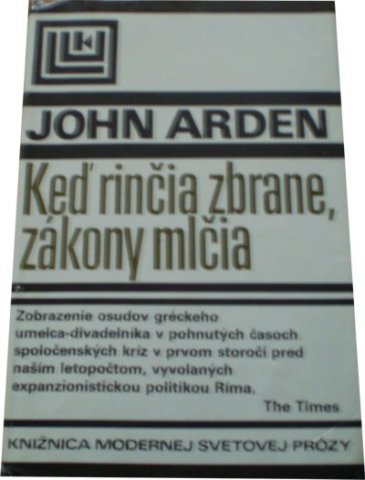 JOHN ARDEN
Keď rinčia zbrane,
zákony mlčia
Zobrazenie osudov gréckeho
umelca-divadelníka v pohnutých časoch
spoločenských kríz v prvom storočí pred
naším letopočtom, vyvolaných
expanzionistickou politikou Ríma.
The Times
KNIŽNICA MODERNEJ SVETOVEJ PRÓZY